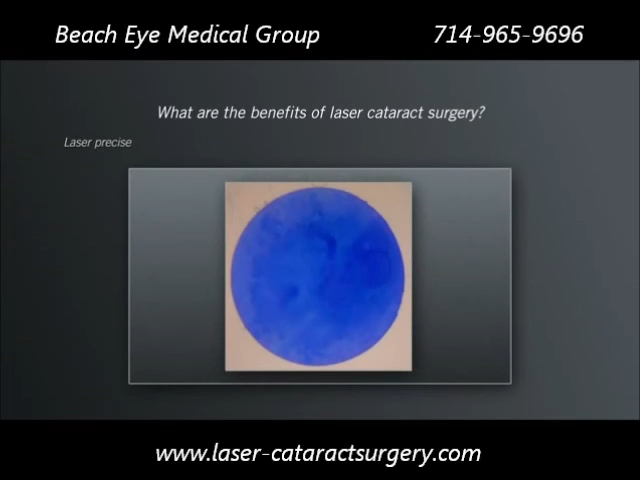 Beach Eye Medical Group 714-965-9696
What are the benefits of laser cataract surgery?
Laser precise
www.laser-cataractsurgery.com